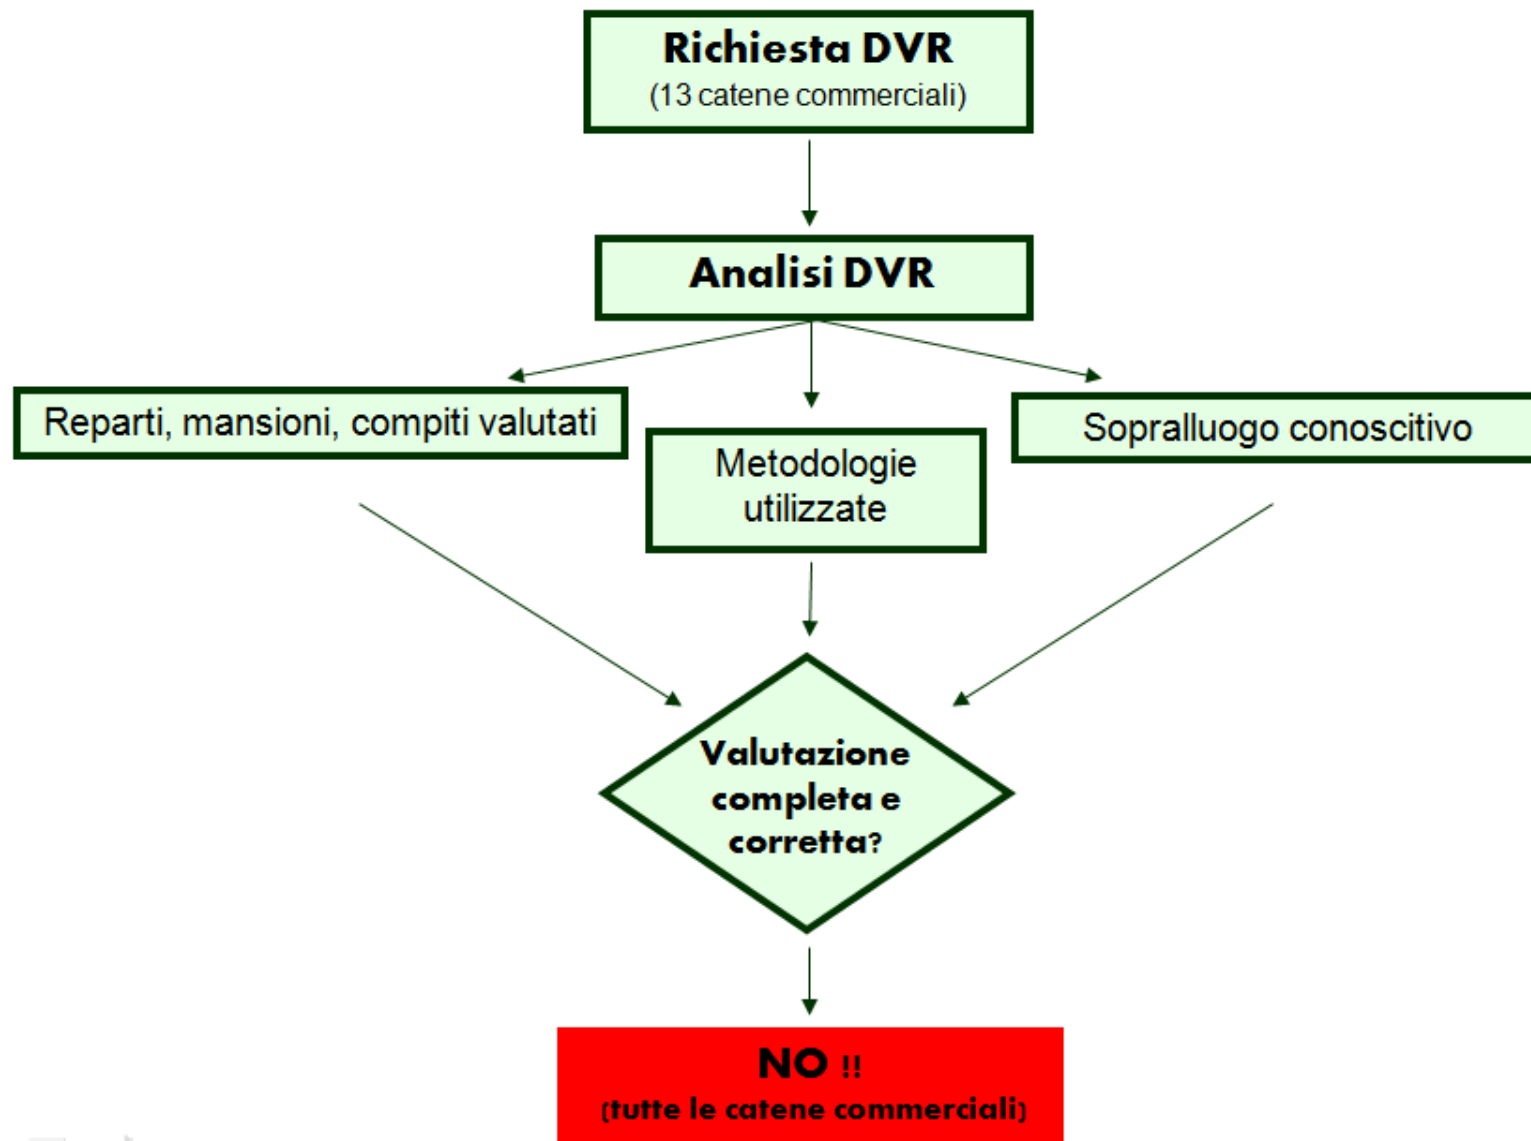 Richiesta DVR
(13 catene commerciali)
Analisi DVR
Reparti, mansioni, compiti valutati
Metodologie
utilizzate
Sopralluogo conoscitivo
Valutazione
completa e
corretta?
NO !!
(tutte le catene commerciali)